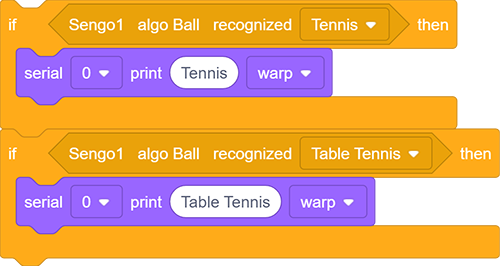 if Sengo1 algo Ball recognized Tennis then
serial 0 print Tennis warp
if Sengo1 algo Ball recognized Table Tennis then
serial 0 print Table Tennis warp